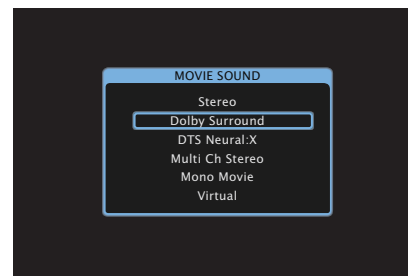 MOVIE SOUND
Stereo
Dolby Surround
DTS Neural:X
Multi Ch Stereo
Mono Movie
Virtual